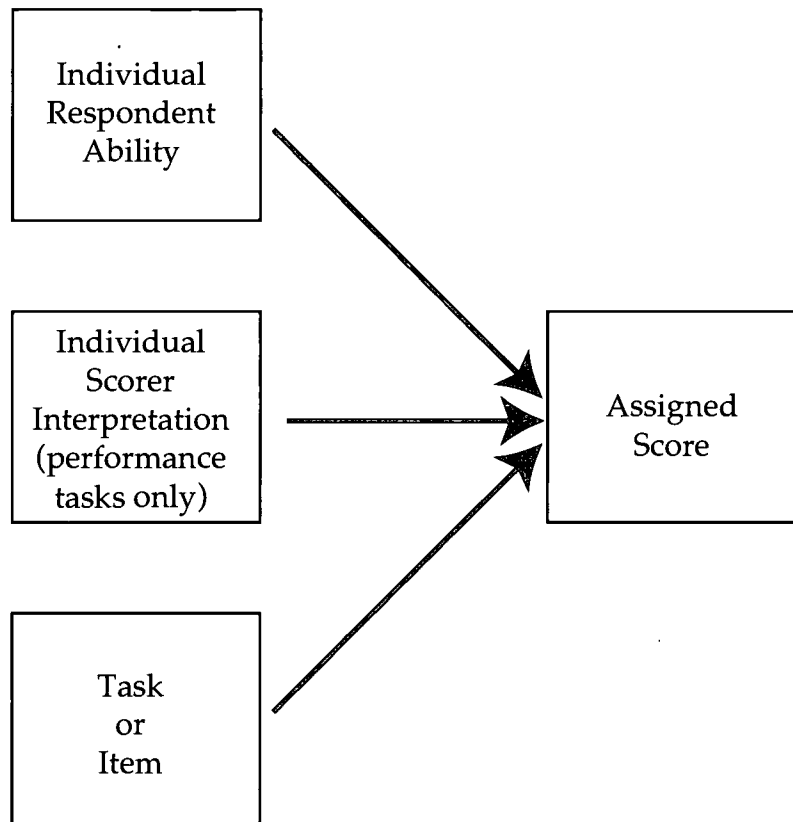 Individual
Respondent
Ability
Individual
Scorer
Interpretation
(performance
tasks only)
Assigned
Score
Task
or
Item